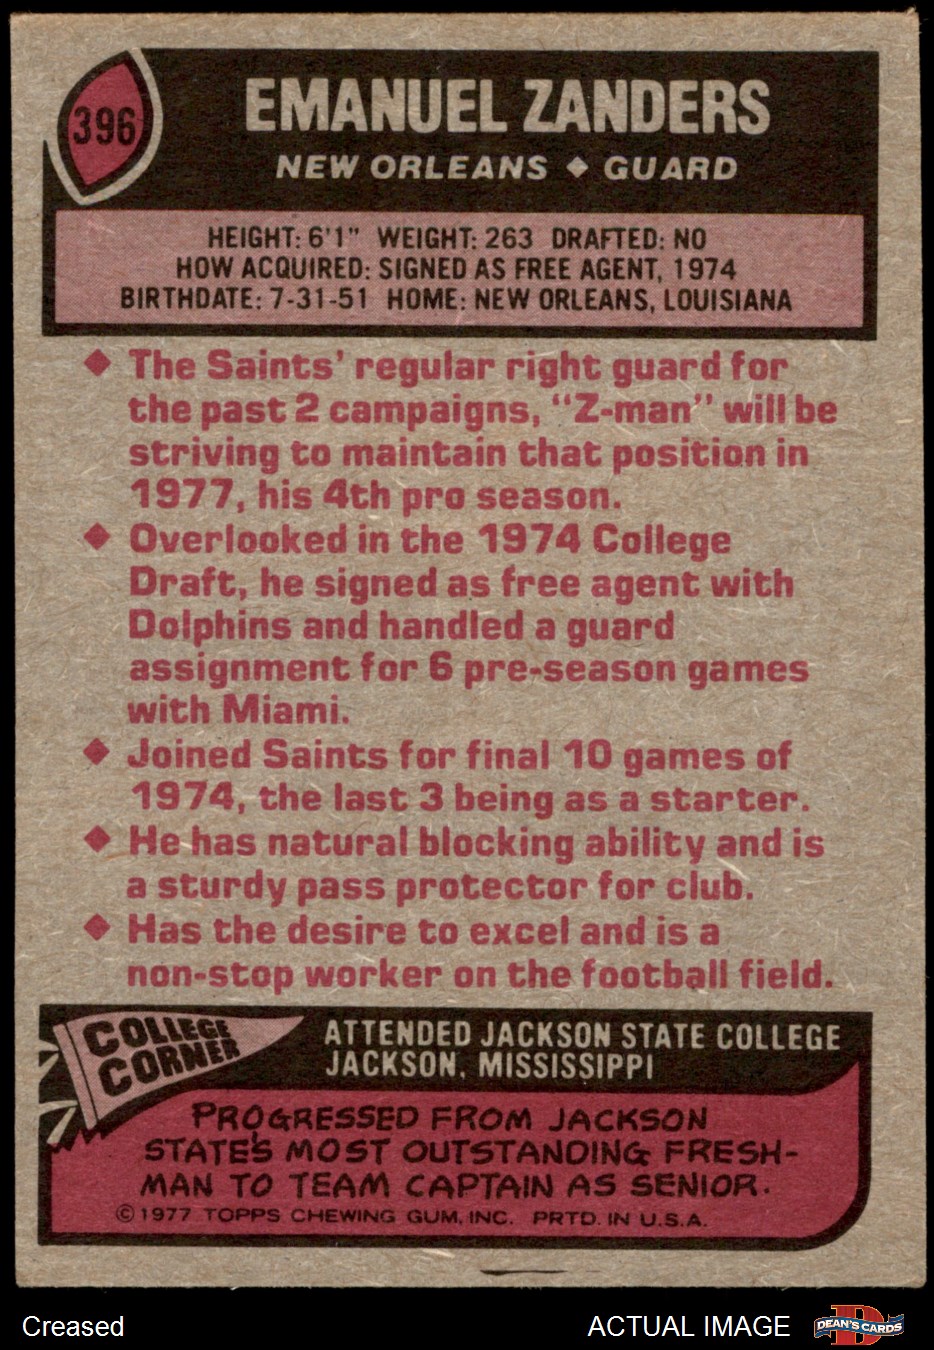 396
EMANUEL ZANDERS
NEW ORLEANS ♦ GUARD
HEIGHT: 6'1" WEIGHT: 263 DRAFTED: NO
HOW ACQUIRED: SIGNED AS FREE AGENT, 1974
BIRTHDATE: 7-31-51 HOME: NEW ORLEANS, LOUISIANA
♦ The Saints' regular right guard for
the past 2 campaigns, "Z-man" will be
striving to maintain that position in
1977, his 4th pro season.
♦ Overlooked in the 1974 College
Draft, he signed as free agent with
Dolphins and handled a guard
assignment for 6 pre-season games
with Miami.
♦ Joined Saints for final 10 games of
1974, the last 3 being as a starter.
♦ He has natural blocking ability and is
a sturdy pass protector for club.
♦ Has the desire to excel and is a
non-stop worker on the football field.
COLLEGE
CORNER
ATTENDED JACKSON STATE COLLEGE
JACKSON, MISSISSIPPI
PROGRESSED FROM JACKSON
STATE'S MOST OUTSTANDING FRESH-
MAN TO TEAM CAPTAIN AS SENIOR.
© 1977 TOPPS CHEWING GUM, INC. PRTD. IN U.S.A.
Creased
ACTUAL IMAGE
D
DEAN'S CARDS